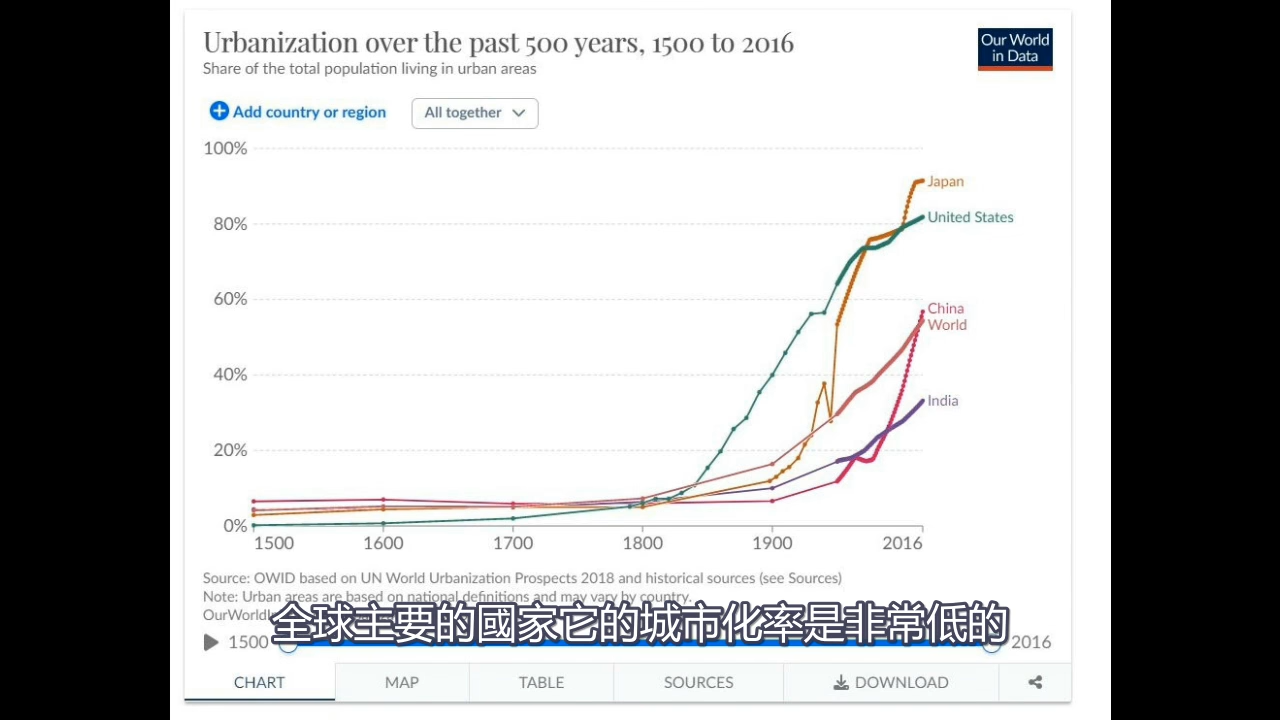 Urbanization over the past 500 years, 1500 to 2016
Share of the total population living in urban areas
Our World
in Data
Add country or region
All together
100%
80%
60%
40%
20%
0%
Japan
United States
China
World
India
1500 1600 1700 1800 1900 2016
Source: OWID based on UN World Urbanization Prospects 2018 and historical sources (see Sources)
Note: Urban areas are based on national definitions and may vary by country.
全球主要的國家它的城市化率是非常低的
1500 2016
CHART MAP TABLE SOURCES DOWNLOAD